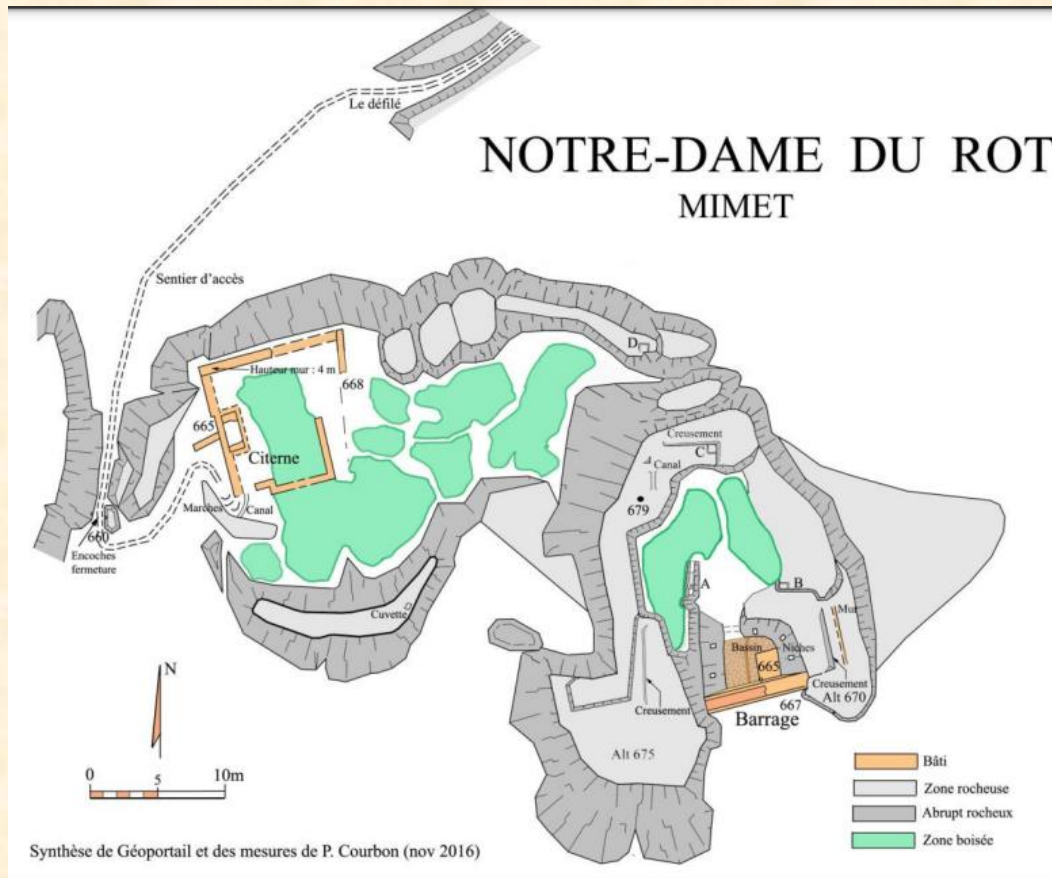 Le défilé
NOTRE-DAME DU ROT
MIMET
Sentier d'accès
D
Hauteur mur : 4 m
668
665
Citerne
Creusement
C
Canal
679
Marches
Canal
660
Encoches
fermeture
A
B
Mur
Cuvette
Bassin
Niches
665
Creusement
Alt 670
667
Creusement
Barrage
Alt 675
N
0
5
10m
Bâti
Zone rocheuse
Abrupt rocheux
Zone boisée
Synthèse de Géoportail et des mesures de P. Courbon (nov 2016)